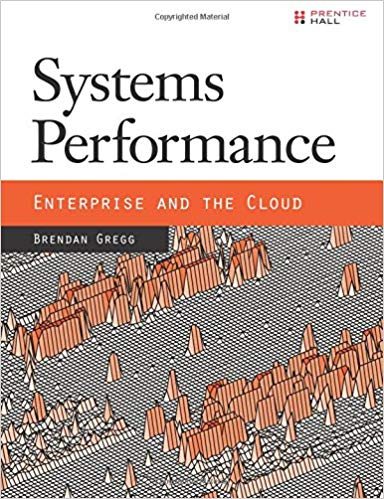 Copyrighted Material
PRENTICE
HALL
Systems
Performance
ENTERPRISE AND THE CLOUD
BRENDAN GREGG